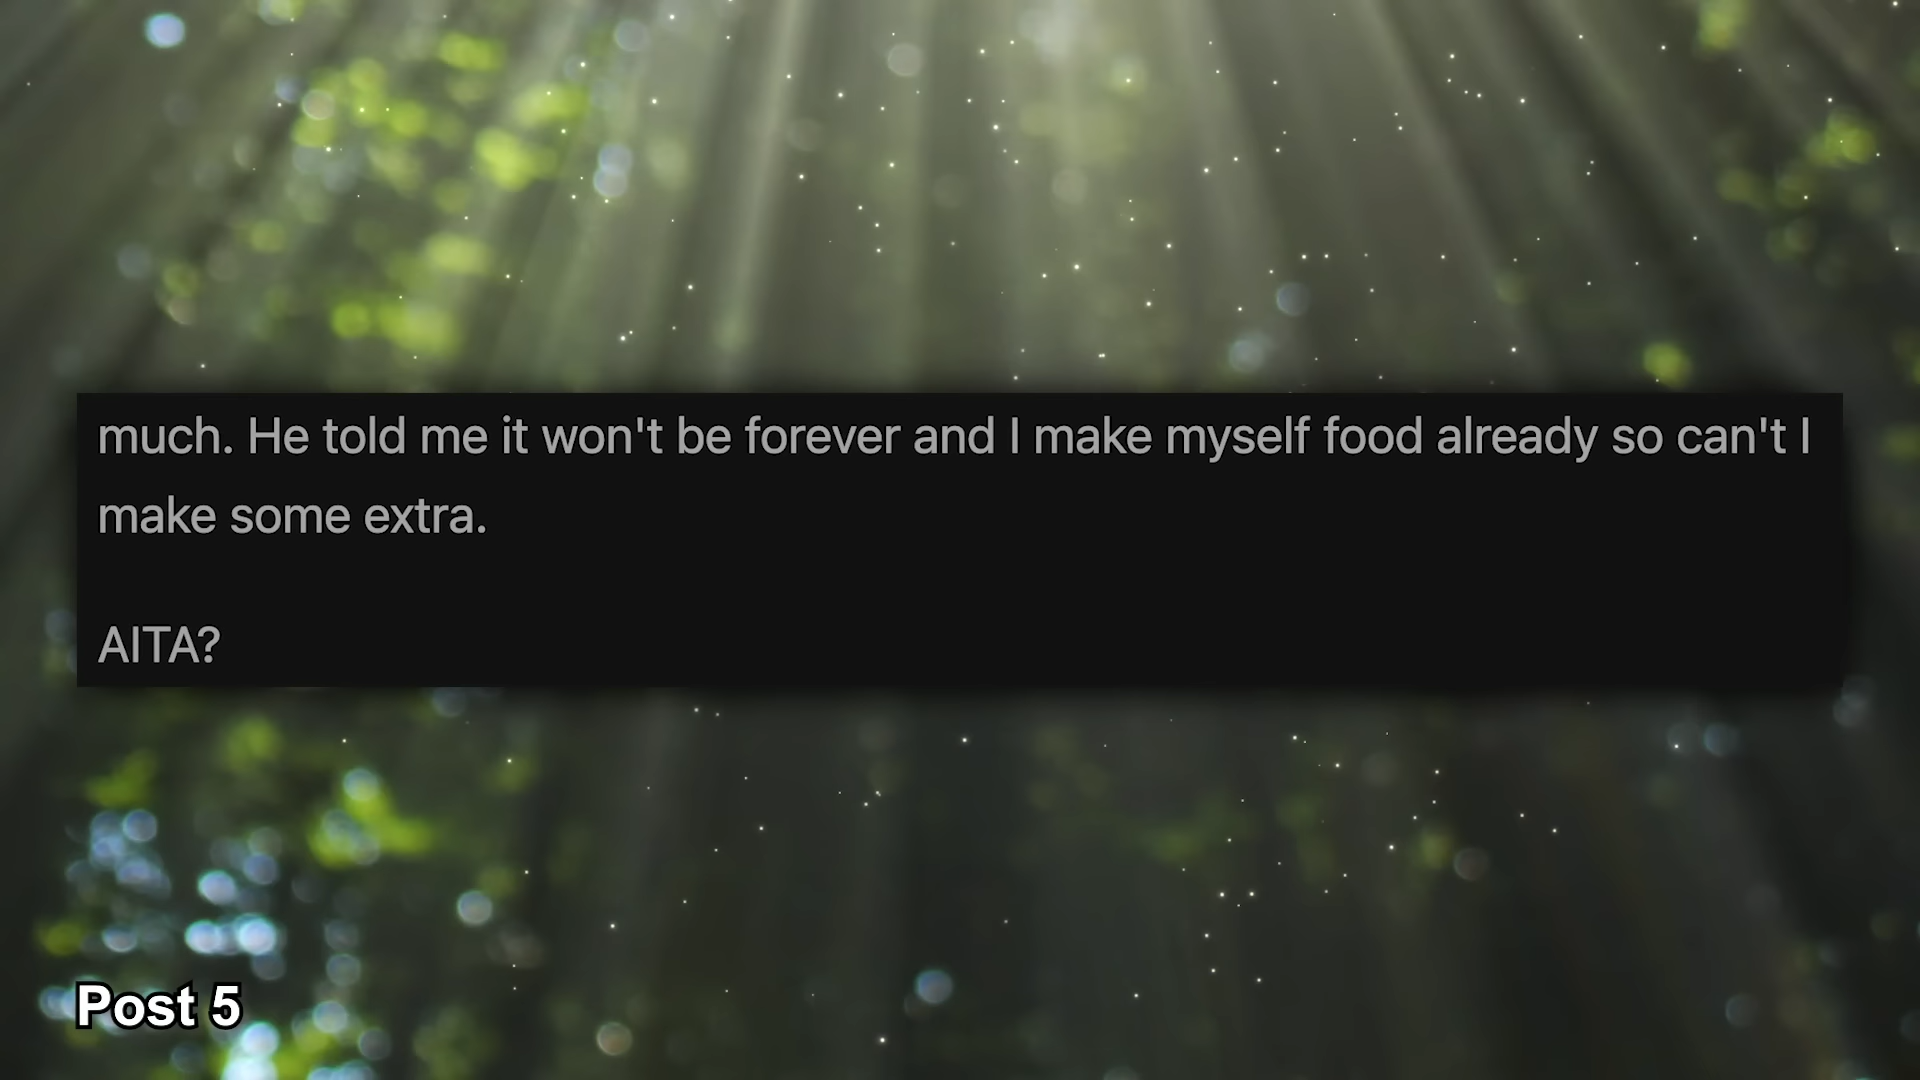 much. He told me it won't be forever and I make myself food already so can't I
make some extra.
AITA?
Post 5